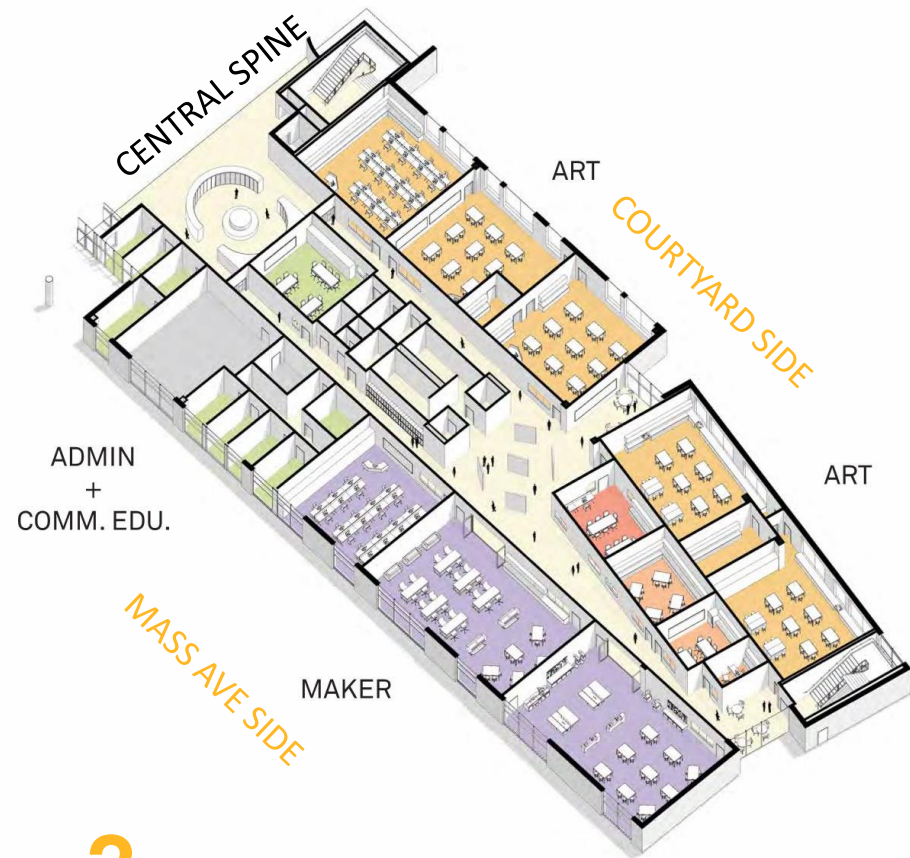 CENTRAL SPINE
ART
COURTYARD SIDE
ART
ADMIN
+
COMM. EDU.
MASS AVE SIDE
MAKER